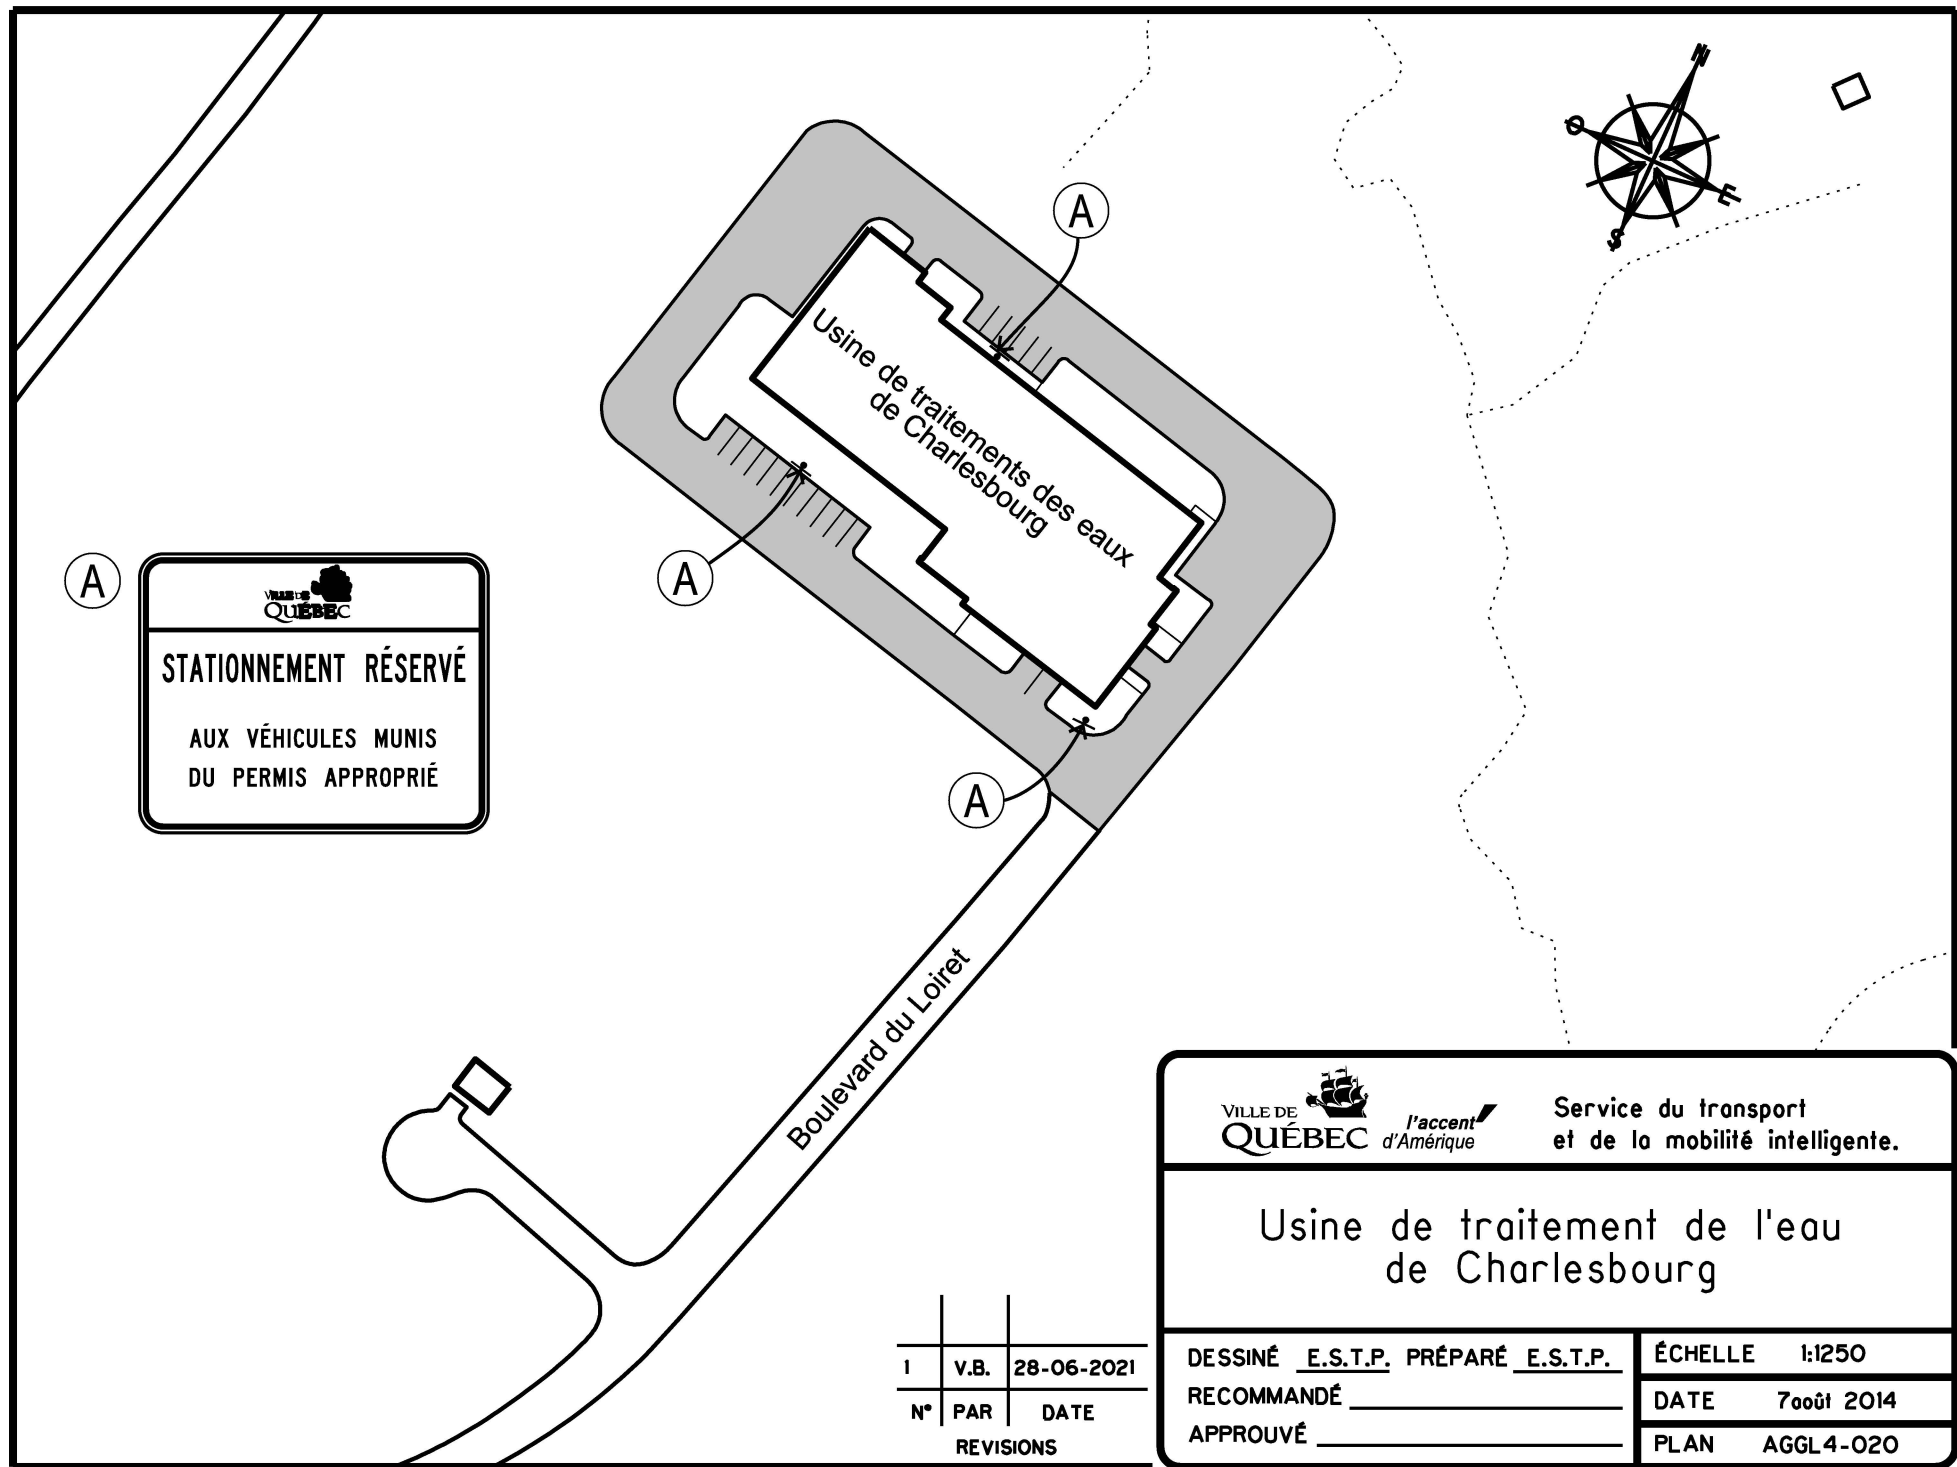 N
O
E
S
A
Usine de traitements des eaux
de Charlesbourg
A
A
A
VILLE DE
QUÉBEC
STATIONNEMENT RÉSERVÉ
AUX VÉHICULES MUNIS
DU PERMIS APPROPRIÉ
Boulevard du Loiret
VILLE DE
QUÉBEC
l'accent
d'Amérique
Service du transport
et de la mobilité intelligente.
Usine de traitement de l'eau
de Charlesbourg
DESSINÉ E.S.T.P. PRÉPARÉ E.S.T.P.
RECOMMANDÉ
APPROUVÉ
ÉCHELLE 1:1250
DATE 7août 2014
PLAN AGGL4-020
1 V.B. 28-06-2021
N° PAR DATE
REVISIONS